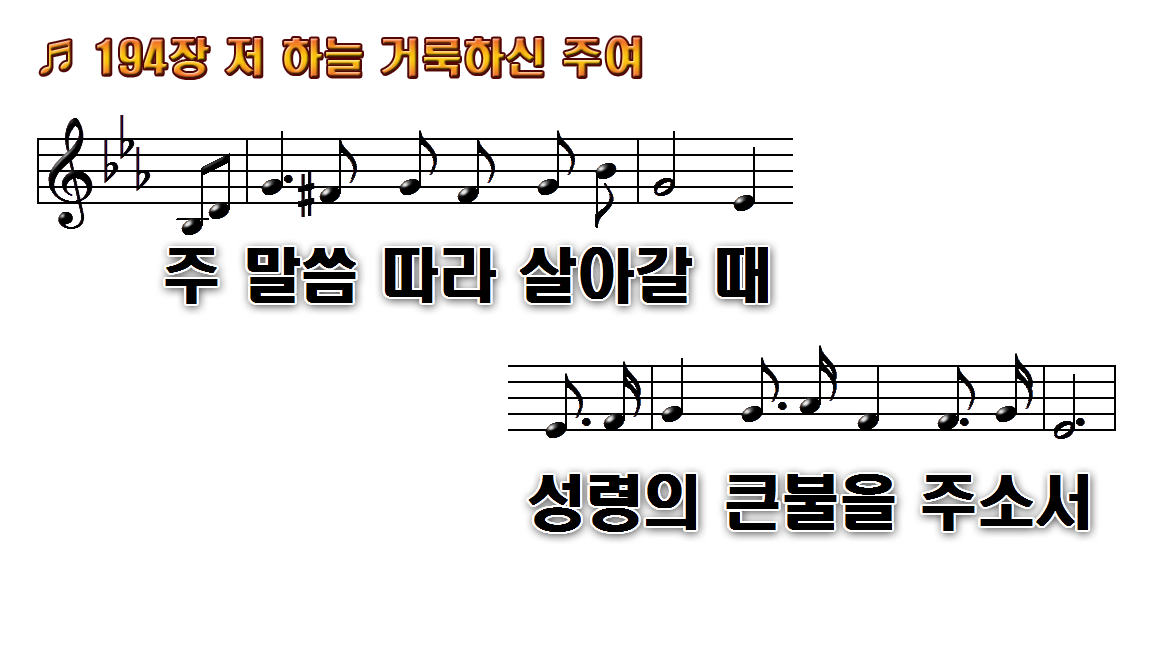 194장 저 하늘 거룩하신 주여
주 말씀 따라 살아갈 때
성령의 큰불을 주소서